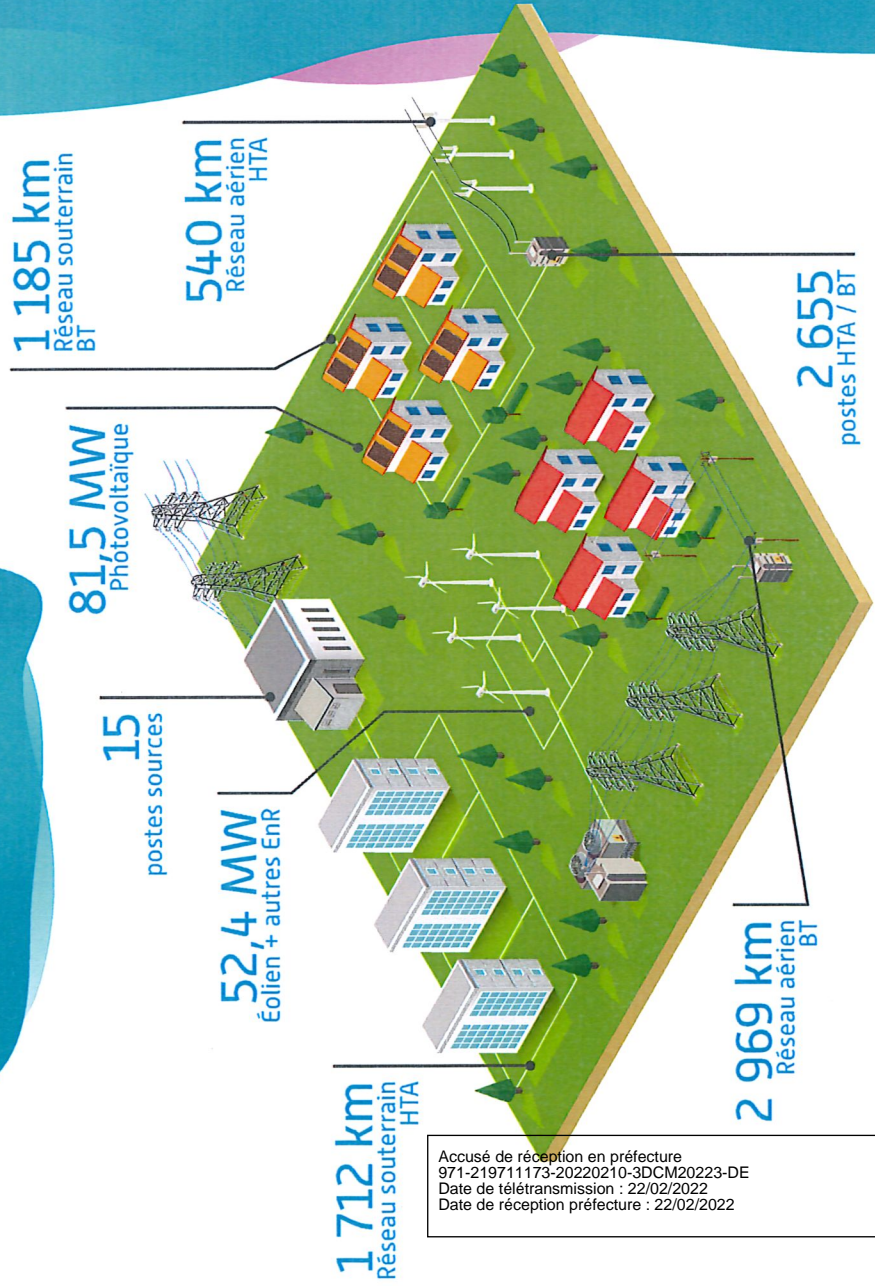 1 712 km
Réseau souterrain
HTA
52,4 MW
Éolien + autres EnR
15
postes sources
81,5 MW
Photovoltaïque
1 185 km
Réseau souterrain
BT
540 km
Réseau aérien
HTA
2 969 km
Réseau aérien
BT
2 655
postes HTA / BT
Accusé de réception en préfecture
971-219711173-20220210-3DCM20223-DE
Date de télétransmission : 22/02/2022
Date de réception préfecture : 22/02/2022